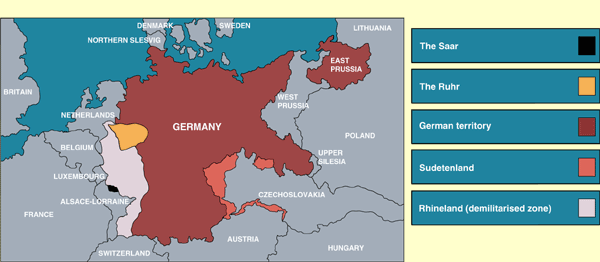 DENMARK
SWEDEN
LITHUANIA
NORTHERN SLESVIG
EAST
PRUSSIA
BRITAIN
WEST
PRUSSIA
NETHERLANDS
GERMANY
POLAND
BELGIUM
UPPER
SILESIA
LUXEMBOURG
CZECHOSLOVAKIA
ALSACE-LORRAINE
FRANCE
AUSTRIA
HUNGARY
SWITZERLAND
The Saar
The Ruhr
German territory
Sudetenland
Rhineland (demilitarised zone)